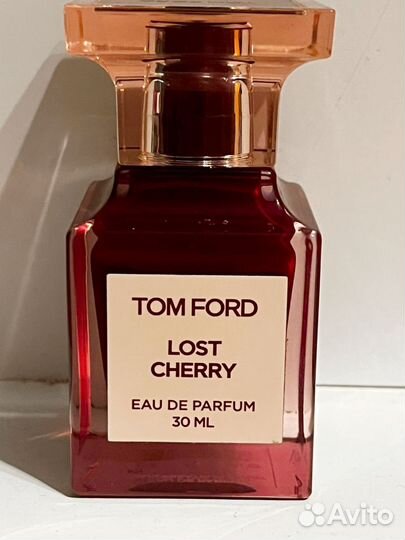 TOM FORD
LOST
CHERRY
EAU DE PARFUM
30 ML
Avito